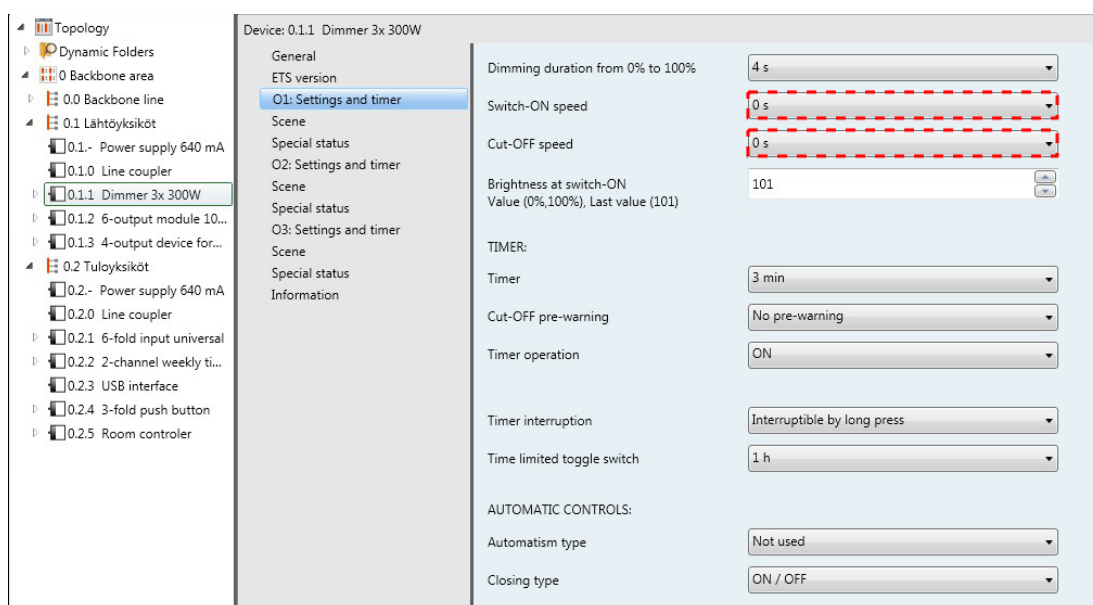 Topology
Dynamic Folders
0 Backbone area
0.0 Backbone line
0.1 Lähtöyksiköt
0.1.- Power supply 640 mA
0.1.0 Line coupler
0.1.1 Dimmer 3x 300W
0.1.2 6-output module 10...
0.1.3 4-output device for...
0.2 Tuloyksiköt
0.2.- Power supply 640 mA
0.2.0 Line coupler
0.2.1 6-fold input universal
0.2.2 2-channel weekly ti...
0.2.3 USB interface
0.2.4 3-fold push button
0.2.5 Room controler
Device: 0.1.1 Dimmer 3x 300W
General
ETS version
O1: Settings and timer
Scene
Special status
O2: Settings and timer
Scene
Special status
O3: Settings and timer
Scene
Special status
Information
Dimming duration from 0% to 100% 4 s
Switch-ON speed 0 s
Cut-OFF speed 0 s
Brightness at switch-ON 101
Value (0%,100%), Last value (101)
TIMER:
Timer 3 min
Cut-OFF pre-warning No pre-warning
Timer operation ON
Timer interruption Interruptible by long press
Time limited toggle switch 1 h
AUTOMATIC CONTROLS:
Automatism type Not used
Closing type ON / OFF